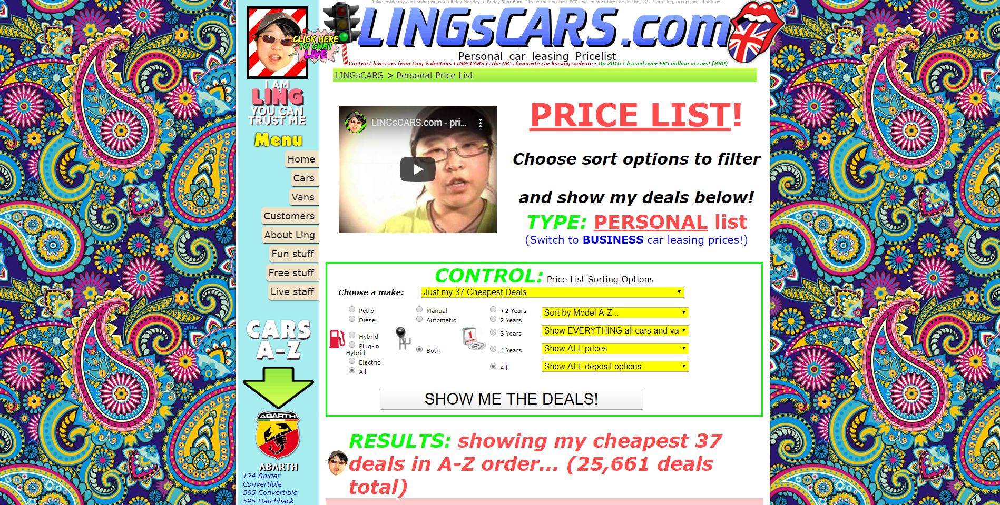 I live inside my car leasing website all day Monday to Friday 9am-6pm. I lease the cheapest PCP and contract hire cars in the UK! - I am Ling, accept no substitutes
LINGsCARS.com
CLICK HERE
TO CHAT
LIVE
Personal car leasing Pricelist
Contract hire cars from Ling Valentine, LINGsCARS is the UK's favourite car leasing website - On 2016 I leased over £85 million in cars! (RRP)
I AM
LING
YOU CAN
TRUST ME
Menu
Home
Cars
Vans
Customers
About Ling
Fun stuff
Free stuff
Live staff
CARS
A-Z
ABARTH
ABARTH
124 Spider
Convertible
595 Convertible
595 Hatchback
LINGsCARS > Personal Price List
LINGsCARS.com - pri...
PRICE LIST!
Choose sort options to filter
and show my deals below!
TYPE: PERSONAL list
(Switch to BUSINESS car leasing prices!)
CONTROL: Price List Sorting Options
Choose a make: Just my 37 Cheapest Deals
Petrol
Diesel
Hybrid
Plug-in
Hybrid
Electric
All
Manual
Automatic
Both
1
January
<2 Years
2 Years
3 Years
4 Years
All
Sort by Model A-Z...
Show EVERYTHING all cars and va
Show ALL prices
Show ALL deposit options
SHOW ME THE DEALS!
RESULTS: showing my cheapest 37
deals in A-Z order... (25,661 deals
total)